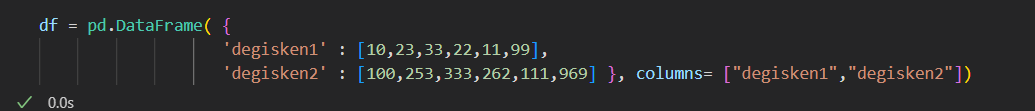 df = pd.DataFrame( {
'degisken1' : [10,23,33,22,11,99],
'degisken2' : [100,253,333,262,111,969] }, columns= ["degisken1","degisken2"])
✓ 0.0s